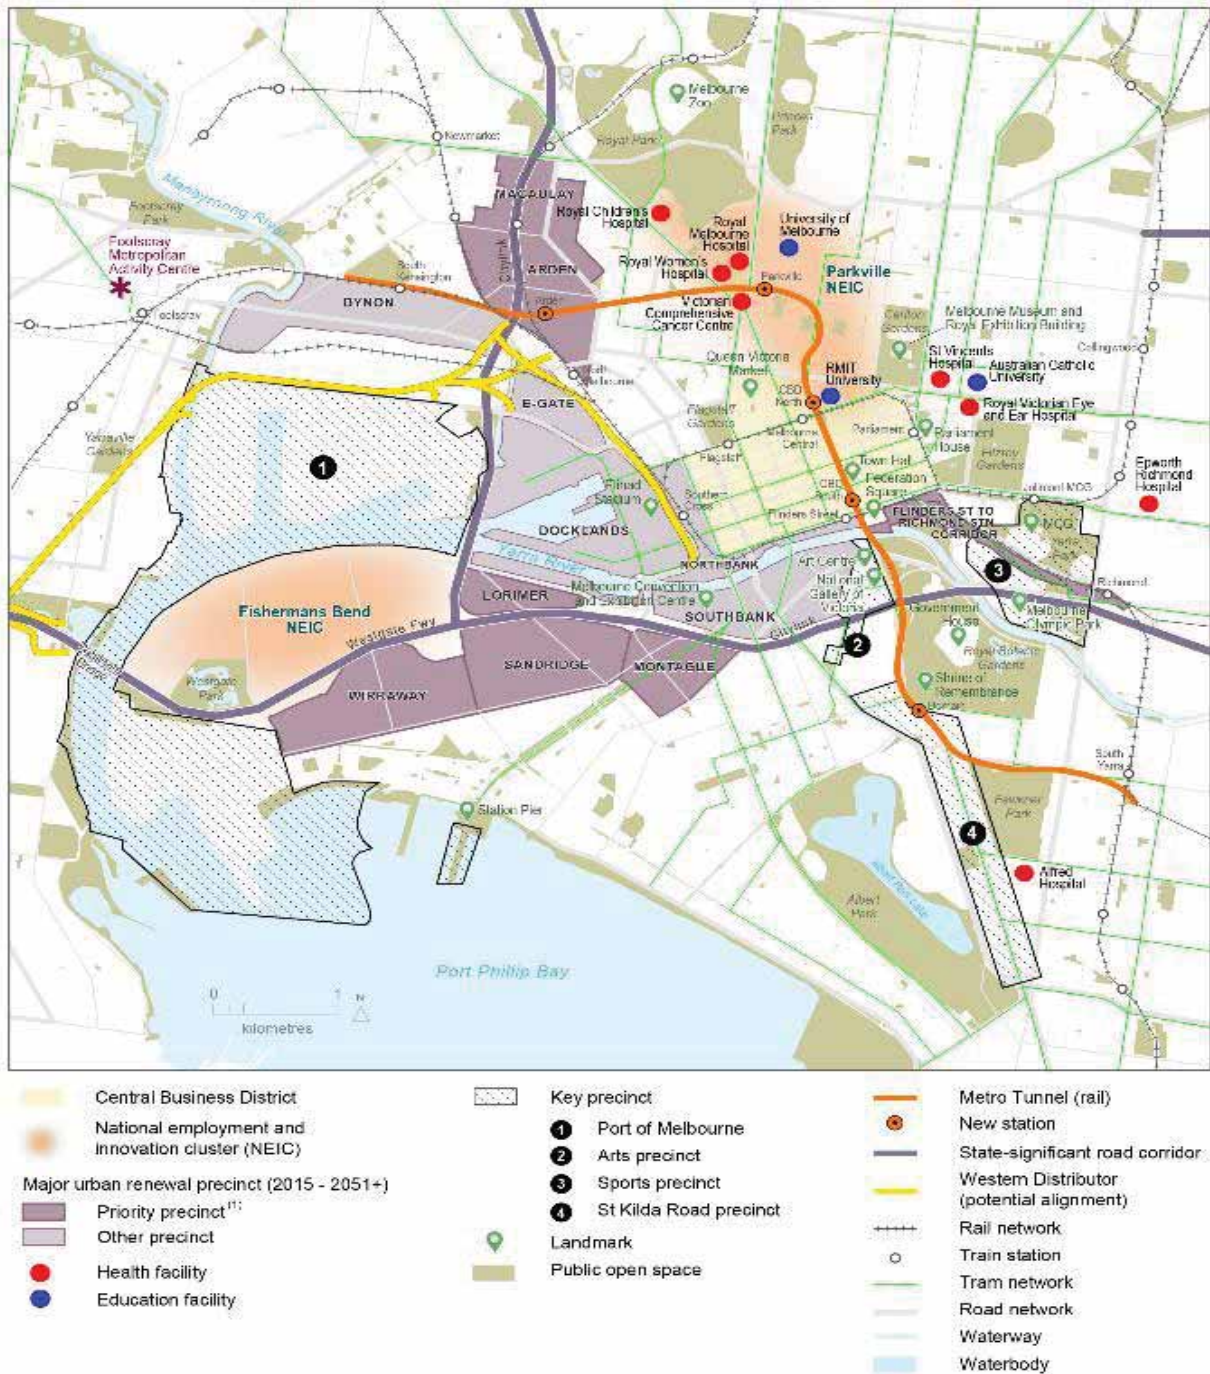 Melbourne
Zoo
Princes
Park
Royal Park
Newmarket
Maribyrnong River
MACAULAY
Footscray
Park
Royal Children's
Hospital
Royal
Melbourne
Hospital
University of
Melbourne
Footscray
Metropolitan
Activity Centre
Citylink
South
Kensington
ARDEN
Royal Women's
Hospital
Parkville
Parkville
NEIC
DYNON
Arden
Victorian
Comprehensive
Cancer Centre
Carlton
Gardens
Melbourne Museum and
Royal Exhibition Building
Footscray
Collingwood
North
Melbourne
Queen Victoria
Market
RMIT
University
St Vincents
Hospital
Australian Catholic
University
CBD
North
E-GATE
Flagstaff
Gardens
Royal Victorian Eye
and Ear Hospital
Yarraville
Gardens
Melbourne
Central
Parliament
Parliament
House
Fitzroy
Gardens
1
Flagstaff
Town Hall
Epworth
Richmond
Hospital
Etihad
Stadium
Southern
Cross
CBD
South
Federation
Square
Jolimont MCG
DOCKLANDS
Flinders Street
FLINDERS ST TO
RICHMOND STN
CORRIDOR
MCG
Yarra
Park
Yarra River
NORTHBANK
Art Centre
3
National
Gallery of
Victoria
Richmond
LORIMER
Melbourne Convention
and Exhibition Centre
SOUTHBANK
Fishermans Bend
NEIC
Westgate Fwy
Citylink
Government
House
Melbourne
Olympic Park
2
Royal Botanic
Gardens
SANDRIDGE
MONTAGUE
Westgate
Park
WIRRAWAY
Shrine of
Remembrance
Domain
South
Yarra
Station Pier
Fawkner
Park
4
Albert Park Lake
Alfred
Hospital
Albert
Park
Port Phillip Bay
0 1 N
kilometres
Central Business District
National employment and
innovation cluster (NEIC)
Major urban renewal precinct (2015 - 2051+)
Priority precinct (1)
Other precinct
Health facility
Education facility
Key precinct
1 Port of Melbourne
2 Arts precinct
3 Sports precinct
4 St Kilda Road precinct
Landmark
Public open space
Metro Tunnel (rail)
New station
State-significant road corridor
Western Distributor
(potential alignment)
Rail network
Train station
Tram network
Road network
Waterway
Waterbody